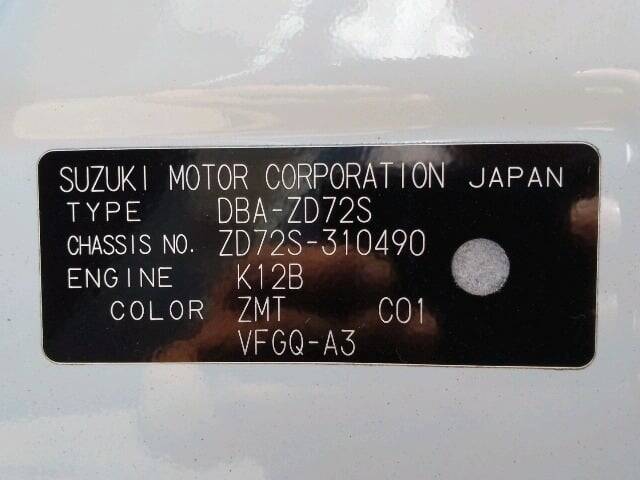 SUZUKI MOTOR CORPORATION JAPAN
TYPE DBA-ZD72S
CHASSIS NO. ZD72S-310490
ENGINE K12B
COLOR ZMT C01
VFGQ-A3